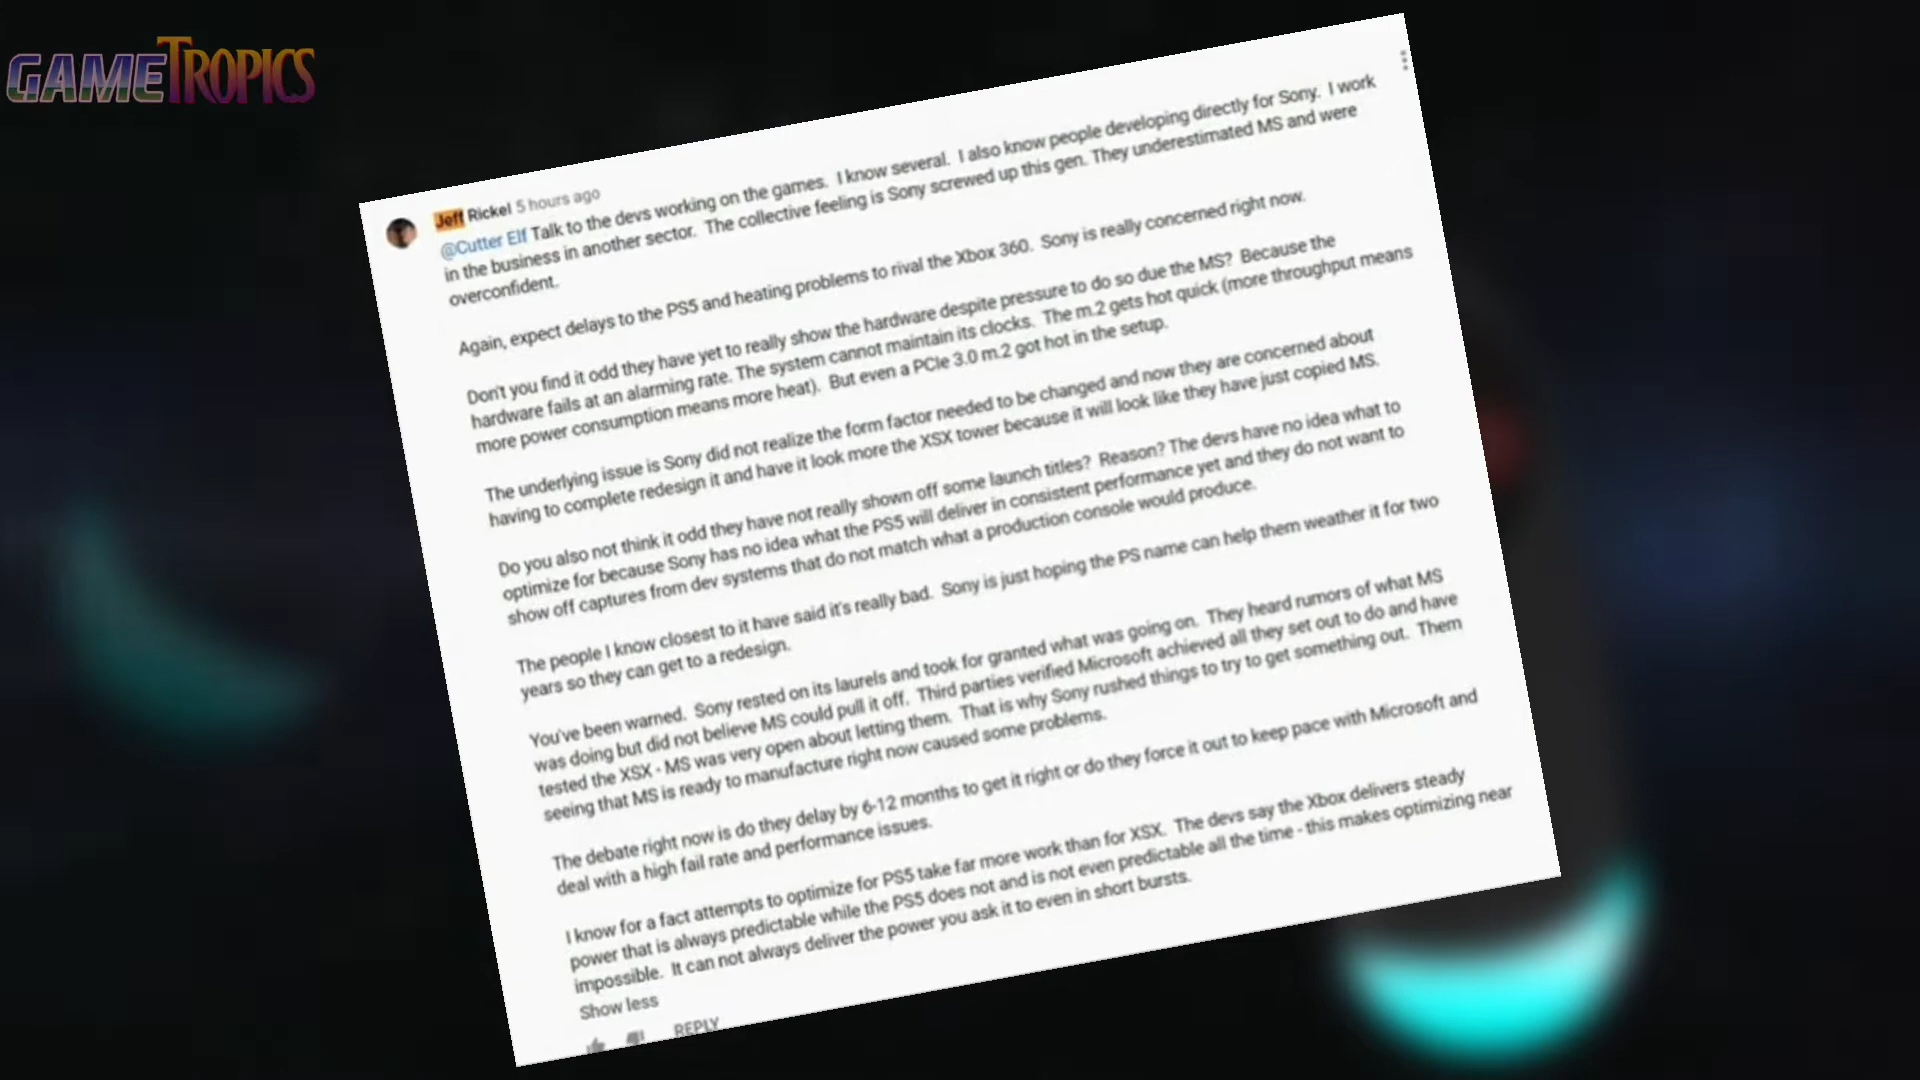 GAMETROPICS
Jeff Rickel 5 hours ago
@Cutter Elf Talk to the devs working on the games. I know several. I also know people developing directly for Sony. I work
in the business in another sector. The collective feeling is Sony screwed up this gen. They underestimated MS and were
overconfident.
Again, expect delays to the PS5 and heating problems to rival the Xbox 360. Sony is really concerned right now.
Don't you find it odd they have yet to really show the hardware despite pressure to do so due the MS? Because the
hardware fails at an alarming rate. The system cannot maintain its clocks. The m.2 gets hot quick (more throughput means
more power consumption means more heat). But even a PCIe 3.0 m.2 got hot in the setup.
The underlying issue is Sony did not realize the form factor needed to be changed and now they are concerned about
having to complete redesign it and have it look more the XSX tower because it will look like they have just copied MS.
Do you also not think it odd they have not really shown off some launch titles? Reason? The devs have no idea what to
optimize for because Sony has no idea what the PS5 will deliver in consistent performance yet and they do not want to
show off captures from dev systems that do not match what a production console would produce.
The people I know closest to it have said it's really bad. Sony is just hoping the PS name can help them weather it for two
years so they can get to a redesign.
You've been warned. Sony rested on its laurels and took for granted what was going on. They heard rumors of what MS
was doing but did not believe MS could pull it off. Third parties verified Microsoft achieved all they set out to do and have
tested the XSX - MS was very open about letting them. That is why Sony rushed things to try to get something out. Them
seeing that MS is ready to manufacture right now caused some problems.
The debate right now is do they delay by 6-12 months to get it right or do they force it out to keep pace with Microsoft and
deal with a high fail rate and performance issues.
I know for a fact attempts to optimize for PS5 take far more work than for XSX. The devs say the Xbox delivers steady
power that is always predictable while the PS5 does not and is not even predictable all the time - this makes optimizing near
impossible. It can not always deliver the power you ask it to even in short bursts.
Show less
REPLY